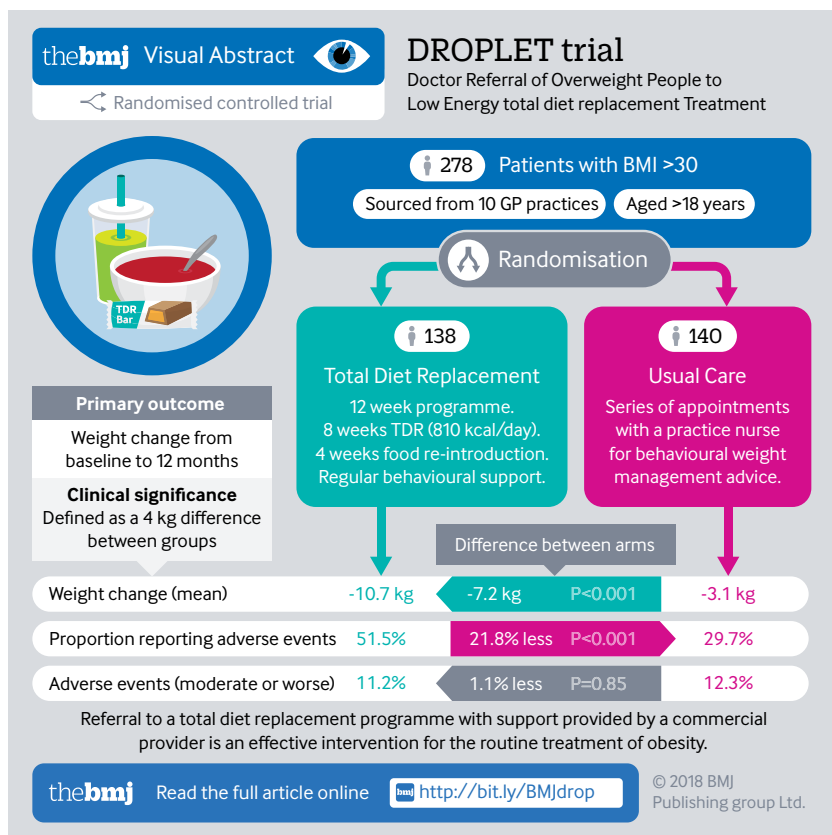 thebmj Visual Abstract
Randomised controlled trial
DROPLET trial
Doctor Referral of Overweight People to
Low Energy total diet replacement Treatment
278 Patients with BMI >30
Sourced from 10 GP practices
Aged >18 years
Randomisation
TDR
Bar
138
Total Diet Replacement
12 week programme.
8 weeks TDR (810 kcal/day).
4 weeks food re-introduction.
Regular behavioural support.
140
Usual Care
Series of appointments
with a practice nurse
for behavioural weight
management advice.
Primary outcome
Weight change from
baseline to 12 months
Clinical significance
Defined as a 4 kg difference
between groups
Difference between arms
Weight change (mean) -10.7 kg -7.2 kg P<0.001 -3.1 kg
Proportion reporting adverse events 51.5% 21.8% less P<0.001 29.7%
Adverse events (moderate or worse) 11.2% 1.1% less P=0.85 12.3%
Referral to a total diet replacement programme with support provided by a commercial
provider is an effective intervention for the routine treatment of obesity.
thebmj Read the full article online bmj http://bit.ly/BMJdrop
© 2018 BMJ
Publishing group Ltd.